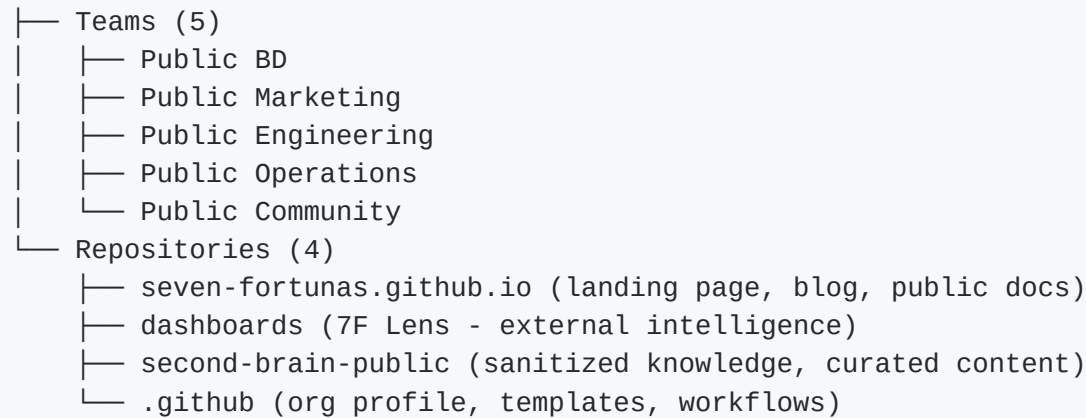 ├── Teams (5)
│   ├── Public BD
│   ├── Public Marketing
│   ├── Public Engineering
│   ├── Public Operations
│   └── Public Community
└── Repositories (4)
    ├── seven-fortunas.github.io (landing page, blog, public docs)
    ├── dashboards (7F Lens - external intelligence)
    ├── second-brain-public (sanitized knowledge, curated content)
    └── .github (org profile, templates, workflows)